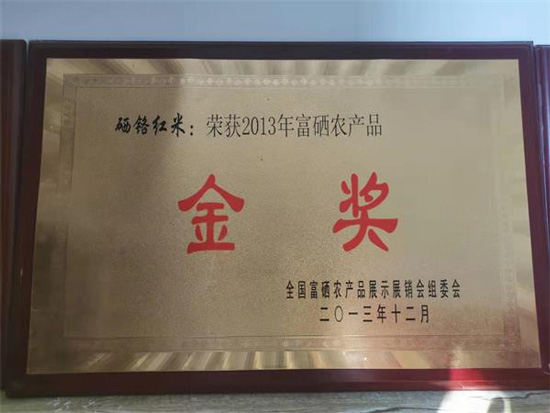 硒铬红米：荣获2013年富硒农产品
金奖
全国富硒农产品展示展销会组委会
二〇一三年十二月